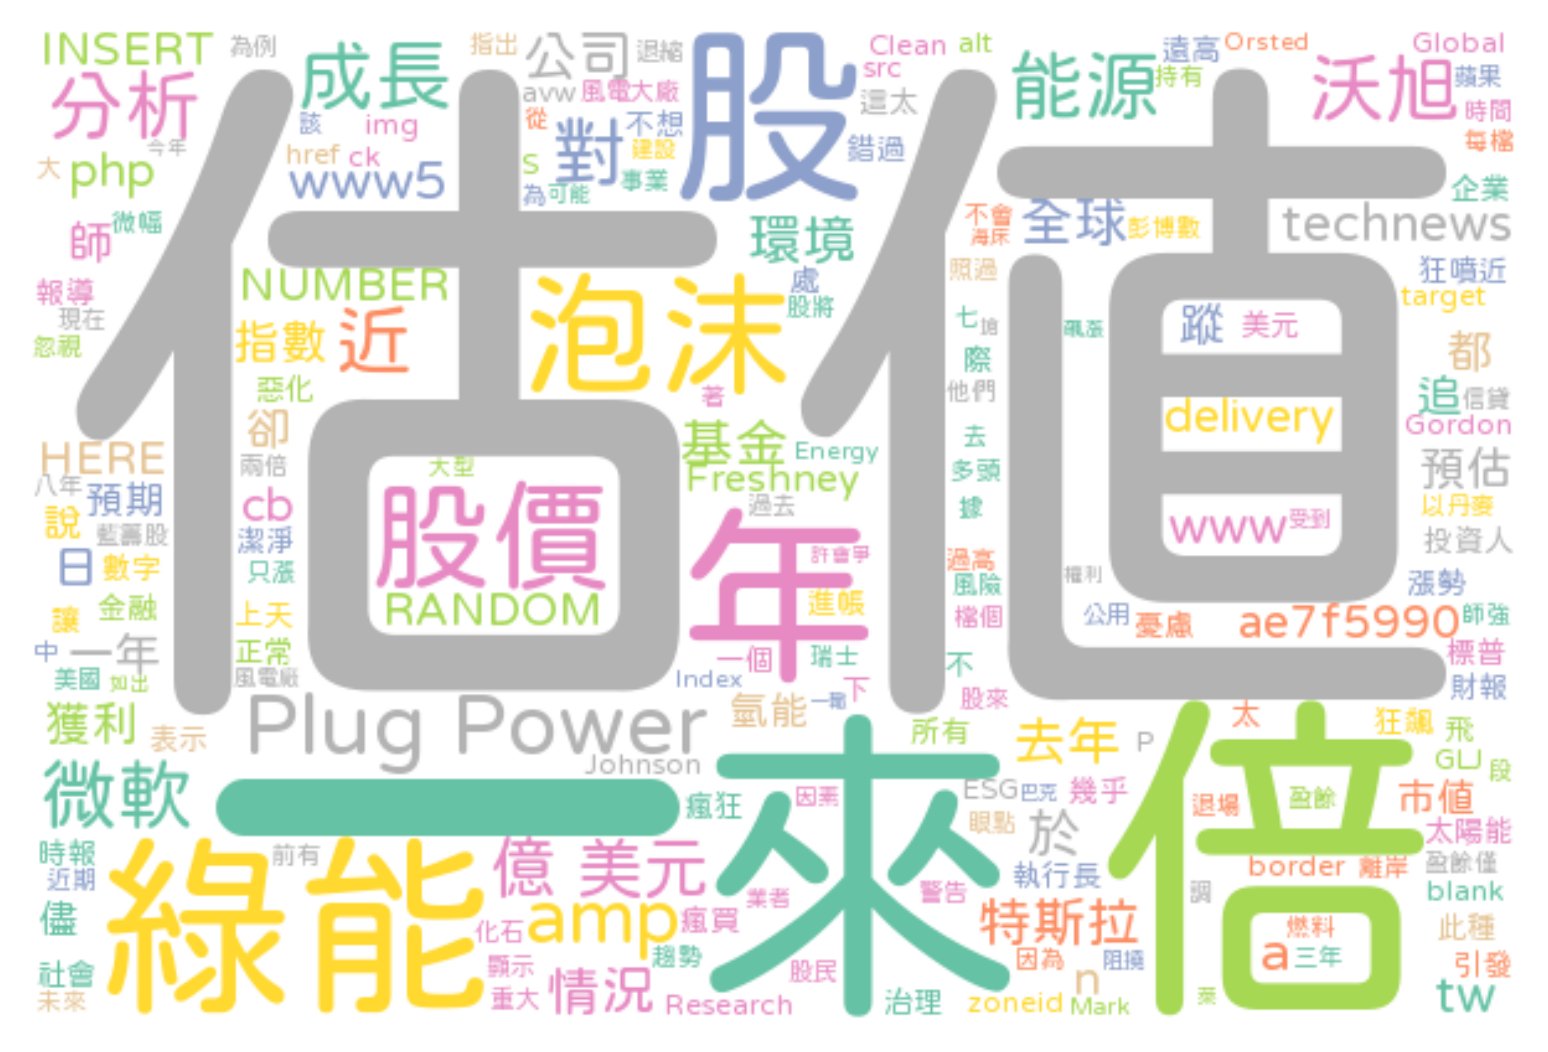 INSERT
為例
成長
指出
公司
退縮
股
Clean
alt
能源
遠高
Orsted
沃旭
Global
分析
src
持有
蘋果
avw
風電大廠
這太
時間
該
img
從
對
不想
錯過
每檔
今年
大
php
href
ck
www5
s
建設
為
可能
事業
企業
師
微幅
估值
環境
不會
海床
全球
彭博數
technews
NUMBER
泡沫
處
股將
照過
狂噴近
target
報導
現在
忽視
指數
近
七
飆漲
蹤
美元
都
惡化
著
際
他們
delivery
追
信貸
Gordon
HERE
卻
基金
Energy
去
兩倍
大型
Freshney
多頭
預估
八年
預期
cb
股價
過去
據
www
受到
以丹麥
說
藍籌股
潔淨
年
許會爭
過高
投資人
日
數字
只漲
風險
權利
漲勢
讓
金融
上天
RANDOM
進帳
檔個
公用
憂慮
ae7f5990
師強
中
一年
正常
一個
瑞士
不
標普
美國
如出
風電廠
Index
下
股來
財報
獲利
表示
Plug Power
氫能
所有
去年
P
太
狂飆
飛
Johnson
微軟
一
來
倍
段
瘋狂
因素
ESG
巴克
幾乎
退場
盈餘
市值
眼點
於
太陽能
時報
近期
綠能
前有
億
美元
執行長
border
離岸
盈餘僅
業者
警告
調
blank
儘
amp
瘋買
特斯拉
燃料
此種
化石
a
三年
社會
顯示
趨勢
股民
因為
阻撓
引發
未來
重大
情況
Research
治理
zoneid
n
Mark
tw